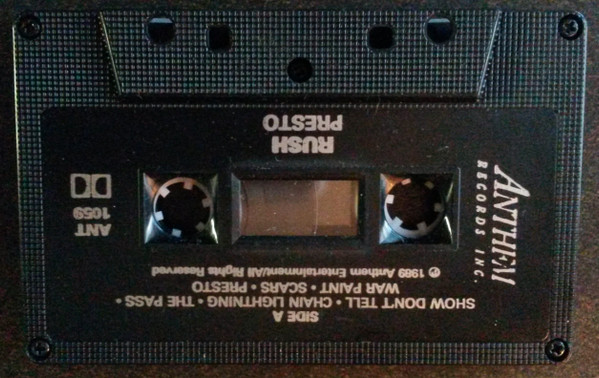 SIDE A
SHOW DON'T TELL • CHAIN LIGHTNING • THE PASS •
WAR PAINT • SCARS • PRESTO
℗ 1989 Anthem Entertainment/All Rights Reserved
ANTHEM
RECORDS INC.
ANT
1059
RUSH
PRESTO